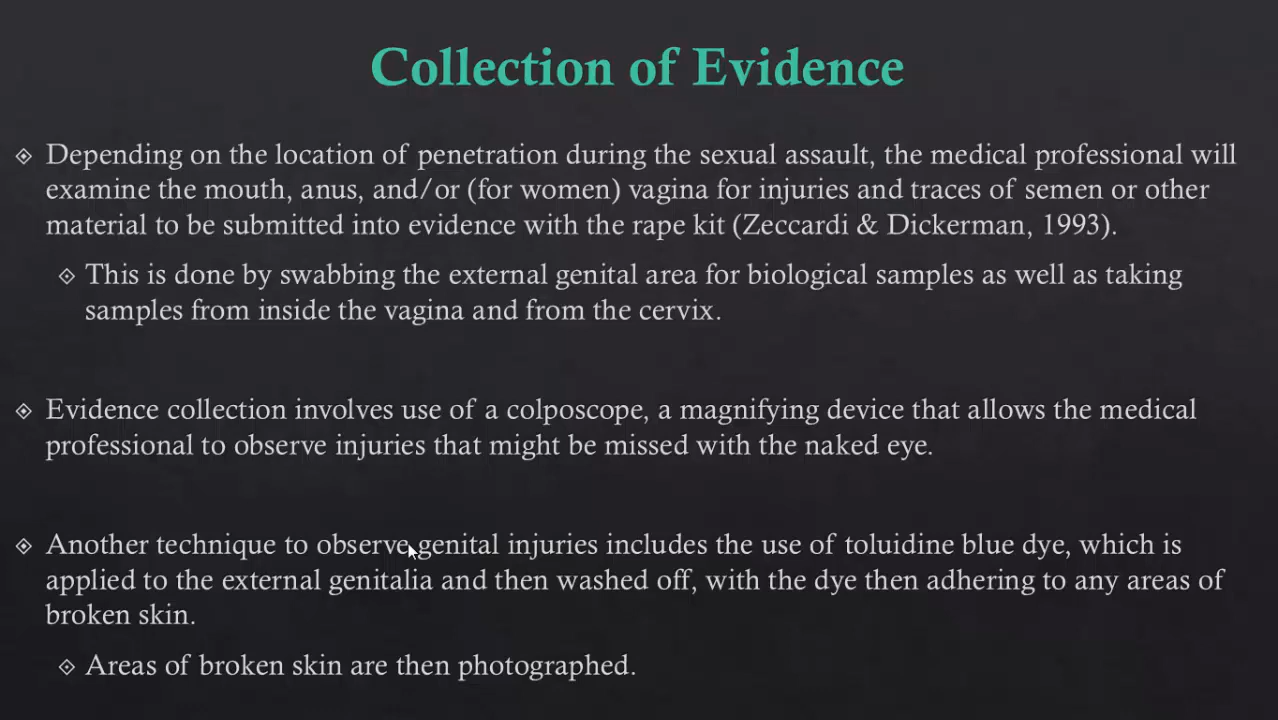 Collection of Evidence
Depending on the location of penetration during the sexual assault, the medical professional will
examine the mouth, anus, and/or (for women) vagina for injuries and traces of semen or other
material to be submitted into evidence with the rape kit (Zeccardi & Dickerman, 1993).
This is done by swabbing the external genital area for biological samples as well as taking
samples from inside the vagina and from the cervix.
Evidence collection involves use of a colposcope, a magnifying device that allows the medical
professional to observe injuries that might be missed with the naked eye.
Another technique to observe genital injuries includes the use of toluidine blue dye, which is
applied to the external genitalia and then washed off, with the dye then adhering to any areas of
broken skin.
Areas of broken skin are then photographed.